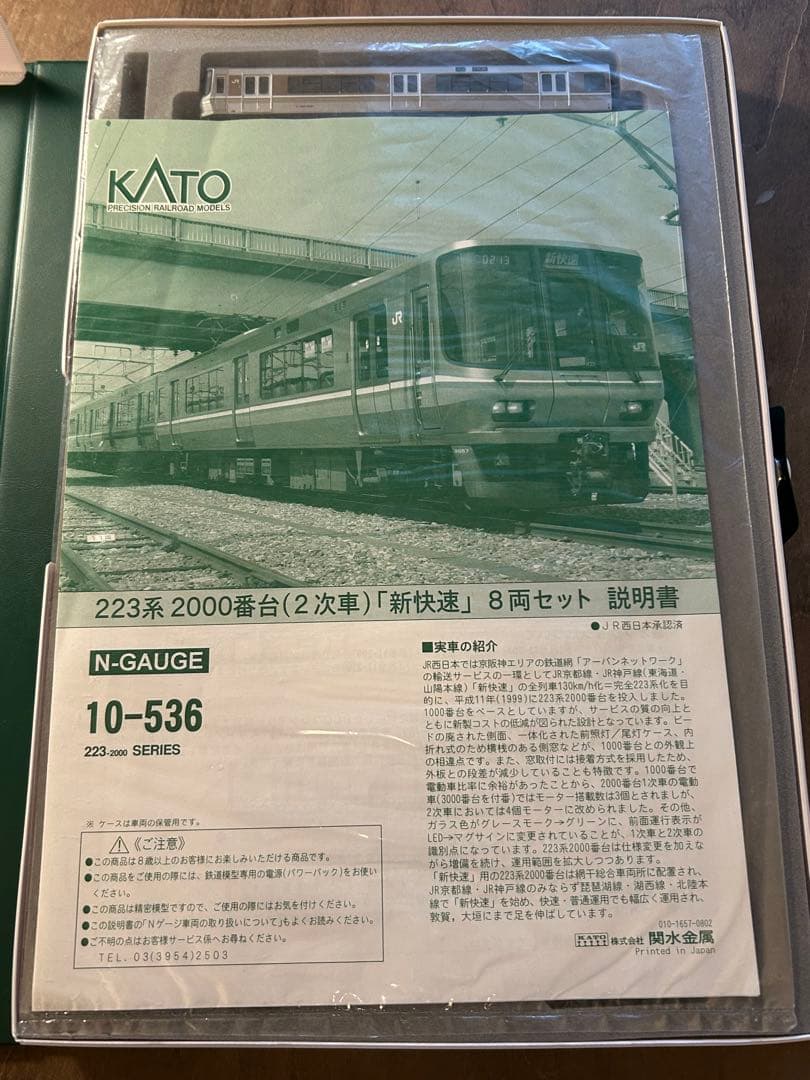 JR
KATO
PRECISION RAILROAD MODELS
0213
新快速
JR
JR
223系2000番台(2次車)「新快速」8両セット 説明書
●JR西日本承認済
N-GAUGE
10-536
223-2000 SERIES
※ ケースは車両の保管用です。
⚠《ご注意》
●この商品は8歳以上のお客様にお楽しみいただける商品です。
●この商品をご使用の際には、鉄道模型専用の電源(パワーパック)をお使い
ください。
●この商品は精密模型ですので、ご使用の際にはお気を付けください。
●この説明書の「Nゲージ車両の取り扱いについて」もよくお読みください。
●ご不明の点はお客様サービス係へお尋ねください。
TEL. 03(3954)2503
■実車の紹介
JR西日本では京阪神エリアの鉄道網「アーバンネットワーク」
の輸送サービスの一環としてJR京都線・JR神戸線(東海道・
山陽本線)「新快速」の全列車130km/h化=完全223系化を目
的に、平成11年(1999)に223系2000番台を投入しました。
1000番台をベースとしていますが、サービスの質の向上と
ともに新製コストの低減が図られた設計となっています。ビー
ドの廃された側面、一体化された前照灯/尾灯ケース、内
折れ式のため横桟のある側窓などが、1000番台との外観上
の相違点です。また、窓取付には接着方式を採用したため、
外板との段差が減少していることも特徴です。1000番台で
電動車比率に余裕があったことから、2000番台1次車の電動
車(3000番台を付番)ではモーター搭載数は3個とされましが、
2次車においては4個モーターに改められました。その他、
ガラス色がグレースモーク→グリーンに、前面運行表示が
LED→マグサインに変更されていることが、1次車と2次車の
識別点になっています。223系2000番台は仕様変更を加えな
がら増備を続け、運用範囲を拡大しつつあります。
「新快速」用の223系2000番台は網干総合車両所に配置され、
JR京都線・JR神戸線のみならず琵琶湖線・湖西線・北陸本
線で「新快速」を始め、快速・普通運用でも幅広く運用され、
敦賀，大垣にまで足を伸ばしています。
010-1657-0802
KATO 株式会社 関水金属
Printed in Japan